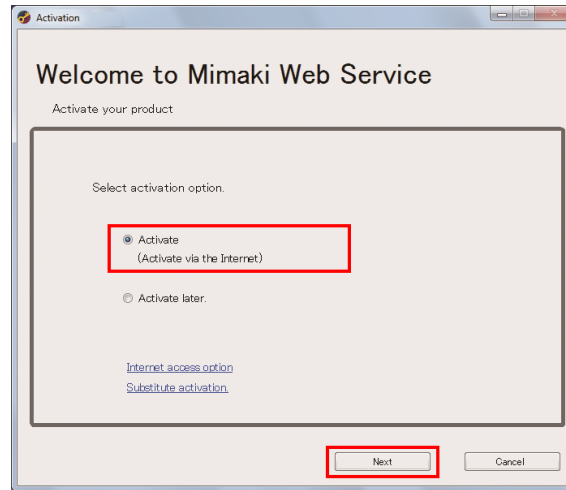 Activation
Welcome to Mimaki Web Service
Activate your product
Select activation option.
Activate
(Activate via the Internet)
Activate later.
Internet access option
Substitute activation.
Next
Cancel